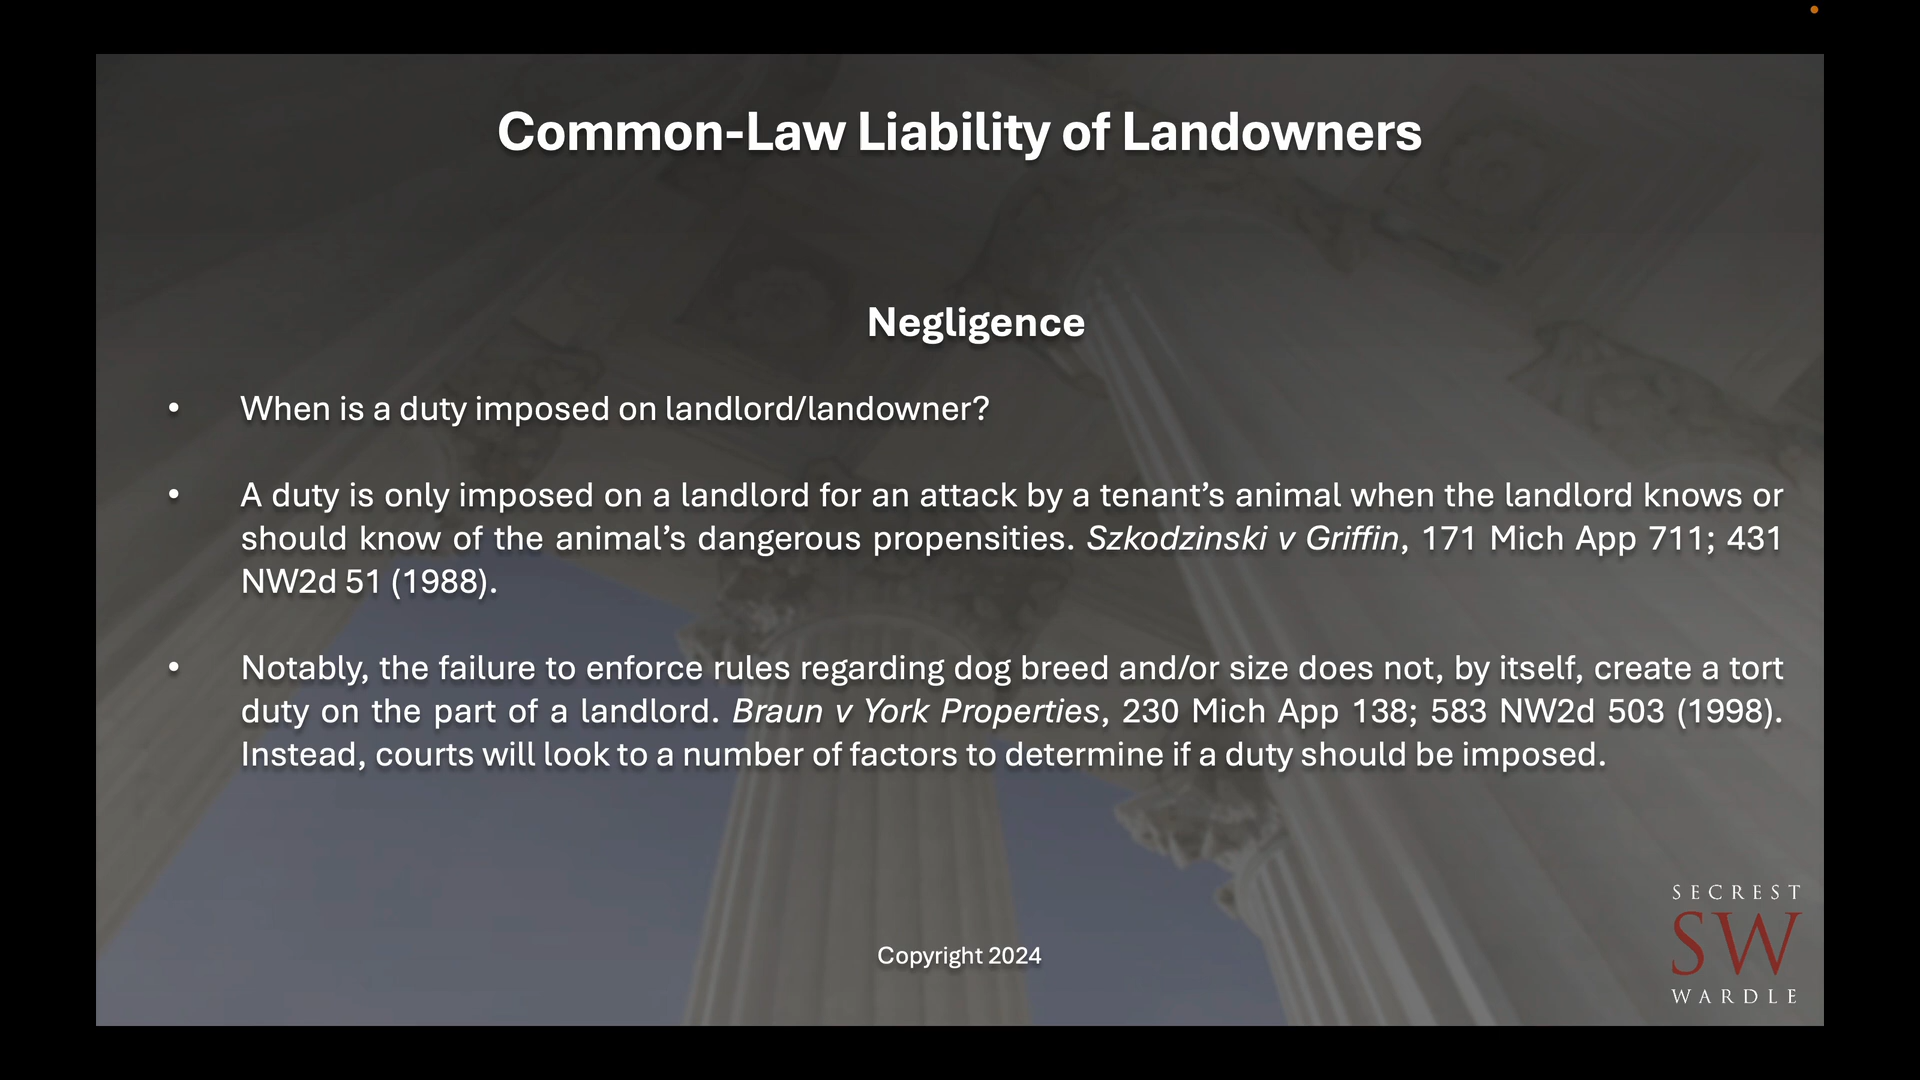 Common-Law Liability of Landowners
Negligence
• When is a duty imposed on landlord/landowner?
• A duty is only imposed on a landlord for an attack by a tenant’s animal when the landlord knows or
should know of the animal’s dangerous propensities. Szkodzinski v Griffin, 171 Mich App 711; 431
NW2d 51 (1988).
• Notably, the failure to enforce rules regarding dog breed and/or size does not, by itself, create a tort
duty on the part of a landlord. Braun v York Properties, 230 Mich App 138; 583 NW2d 503 (1998).
Instead, courts will look to a number of factors to determine if a duty should be imposed.
Copyright 2024
SECREST
SW
WARDLE